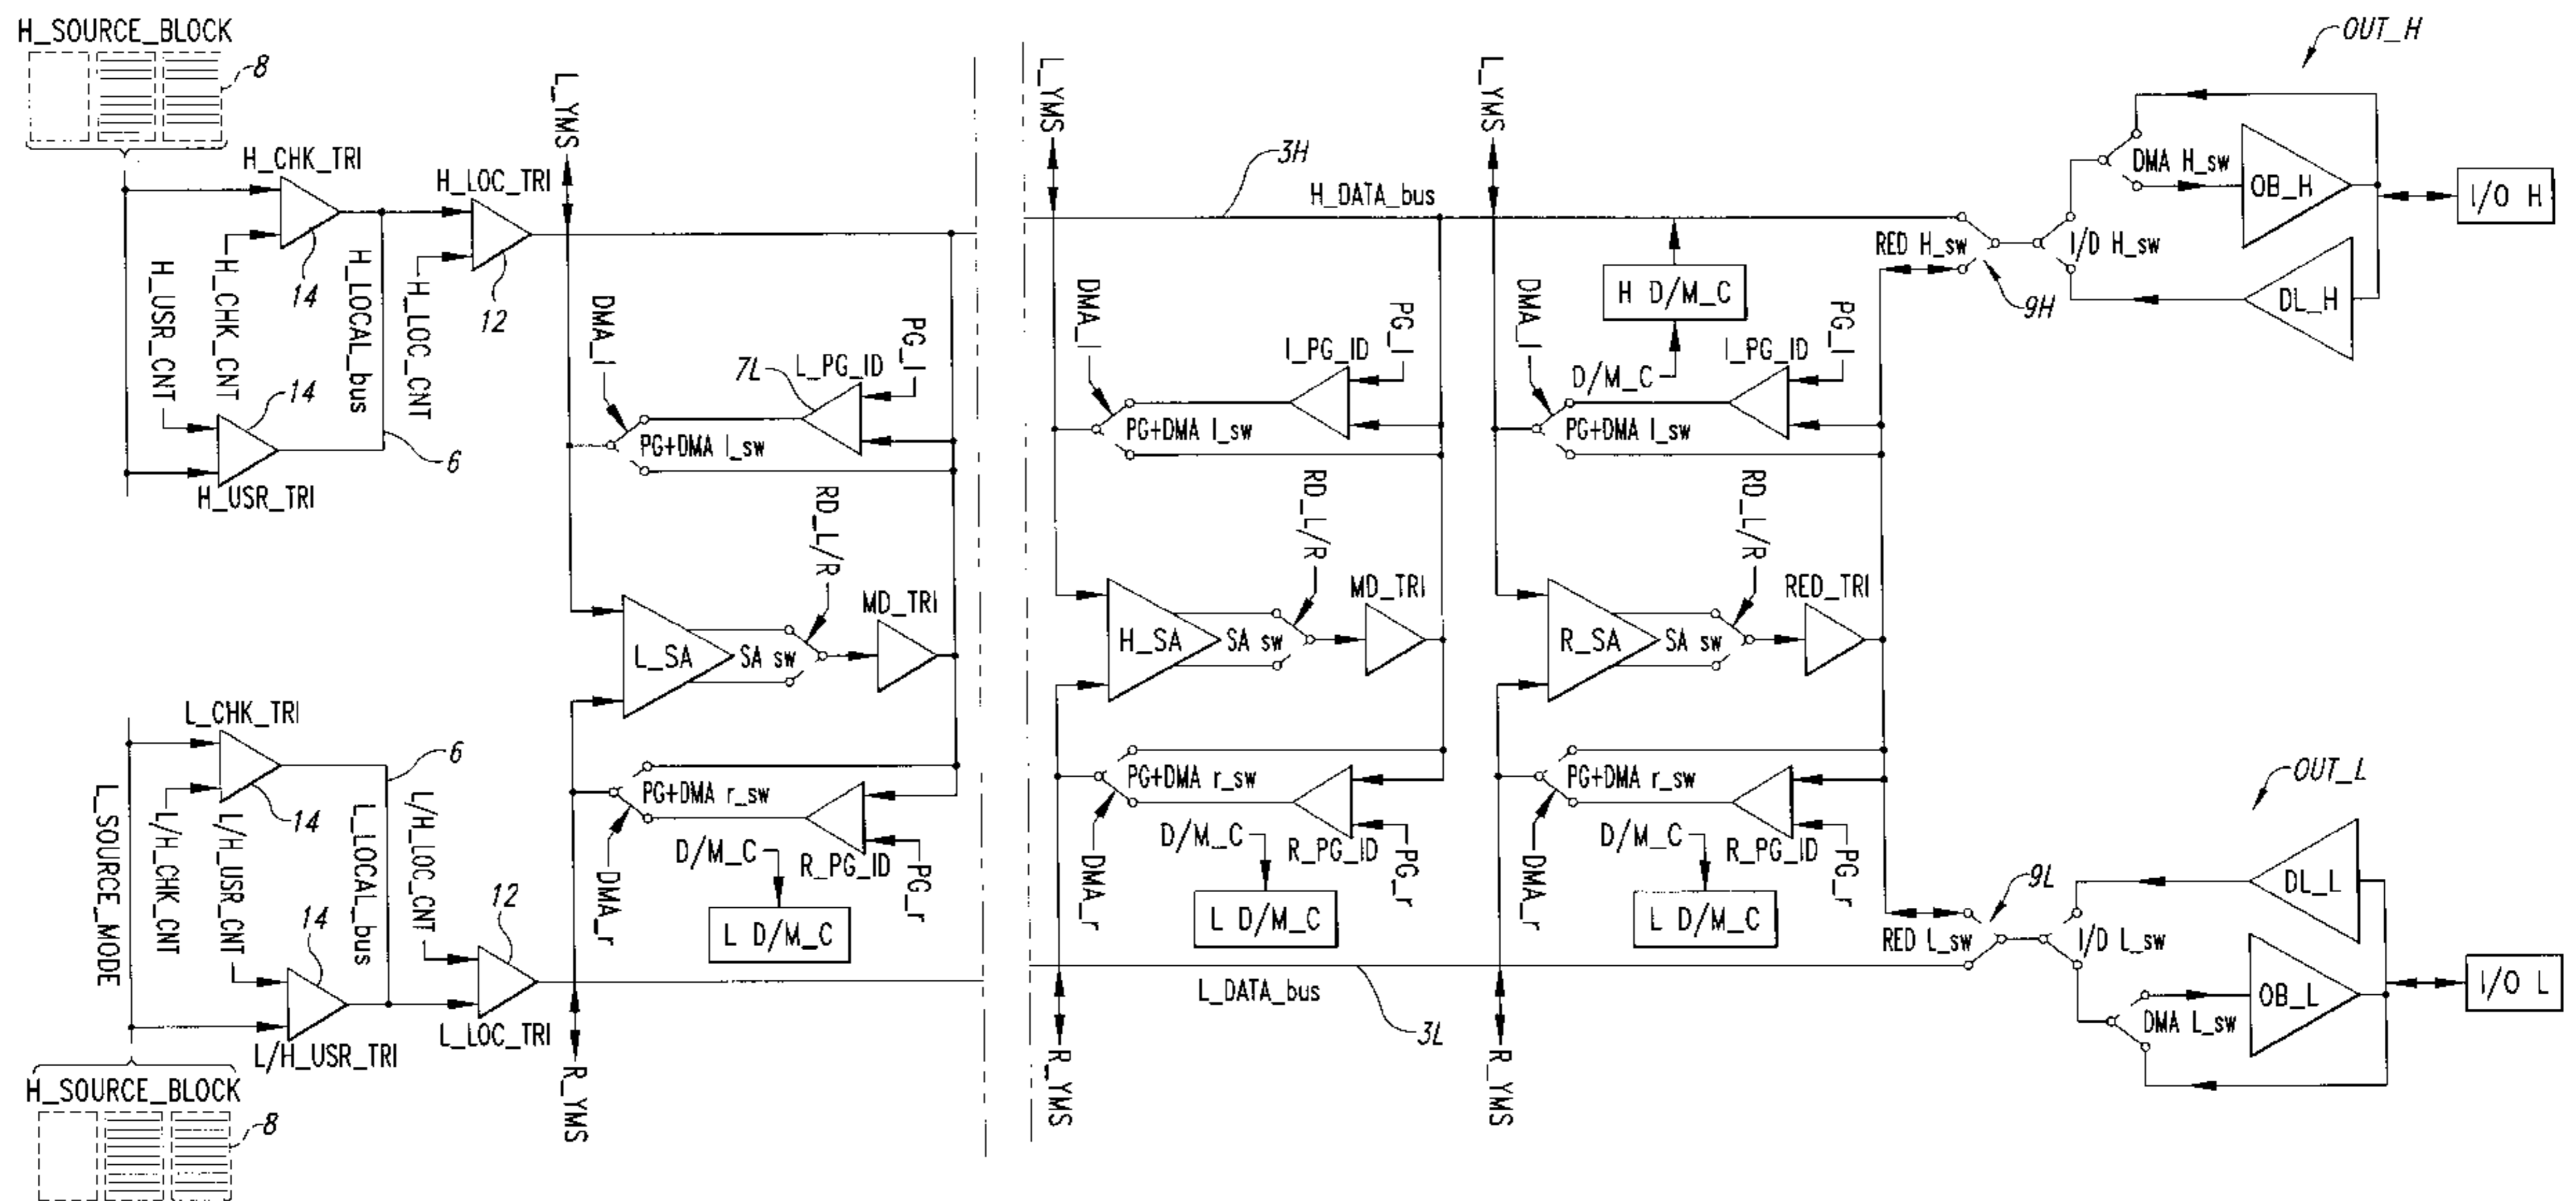 H_SOURCE_BLOCK
8
H_CHK_TRI
14
H_USR_CNT
H_CHK_CNT
H_LOCAL_bus
14
6
H_USR_TRI
H_LOC_TRI
12
H_LOC_CNT
L_YMS
DMA_l
7L
L_PG_ID
PG_l
PG+DMA l_sw
RD_L/R
L_SA
SA sw
MD_TRI
PG+DMA r_sw
D/M_C
R_PG_ID
DMA_r
L D/M_C
PG_r
R_YMS
L_CHK_TRI
6
14
L_SOURCE_MODE
L/H_CHK_CNT
L/H_USR_CNT
L_LOCAL_bus
L/H_LOC_CNT
14
12
L/H_USR_TRI
L_LOC_TRI
H_SOURCE_BLOCK
8
L_YMS
3H
H_DATA_bus
DMA_l
I_PG_ID
PG_l
PG+DMA l_sw
RD_L/R
H_SA
SA sw
MD_TRI
PG+DMA r_sw
D/M_C
R_PG_ID
DMA_r
L D/M_C
PG_r
R_YMS
L_DATA_bus
3L
L_YMS
H D/M_C
DMA_l
D/M_C
I_PG_ID
PG_l
PG+DMA l_sw
RD_L/R
R_SA
SA sw
RED_TRI
PG+DMA r_sw
D/M_C
R_PG_ID
DMA_r
L D/M_C
PG_r
R_YMS
OUT_H
DMA H_sw
OB_H
I/O H
RED H_sw
I/D H_sw
9H
DL_H
OUT_L
9L
DL_L
RED L_sw
I/D L_sw
DMA L_sw
OB_L
I/O L